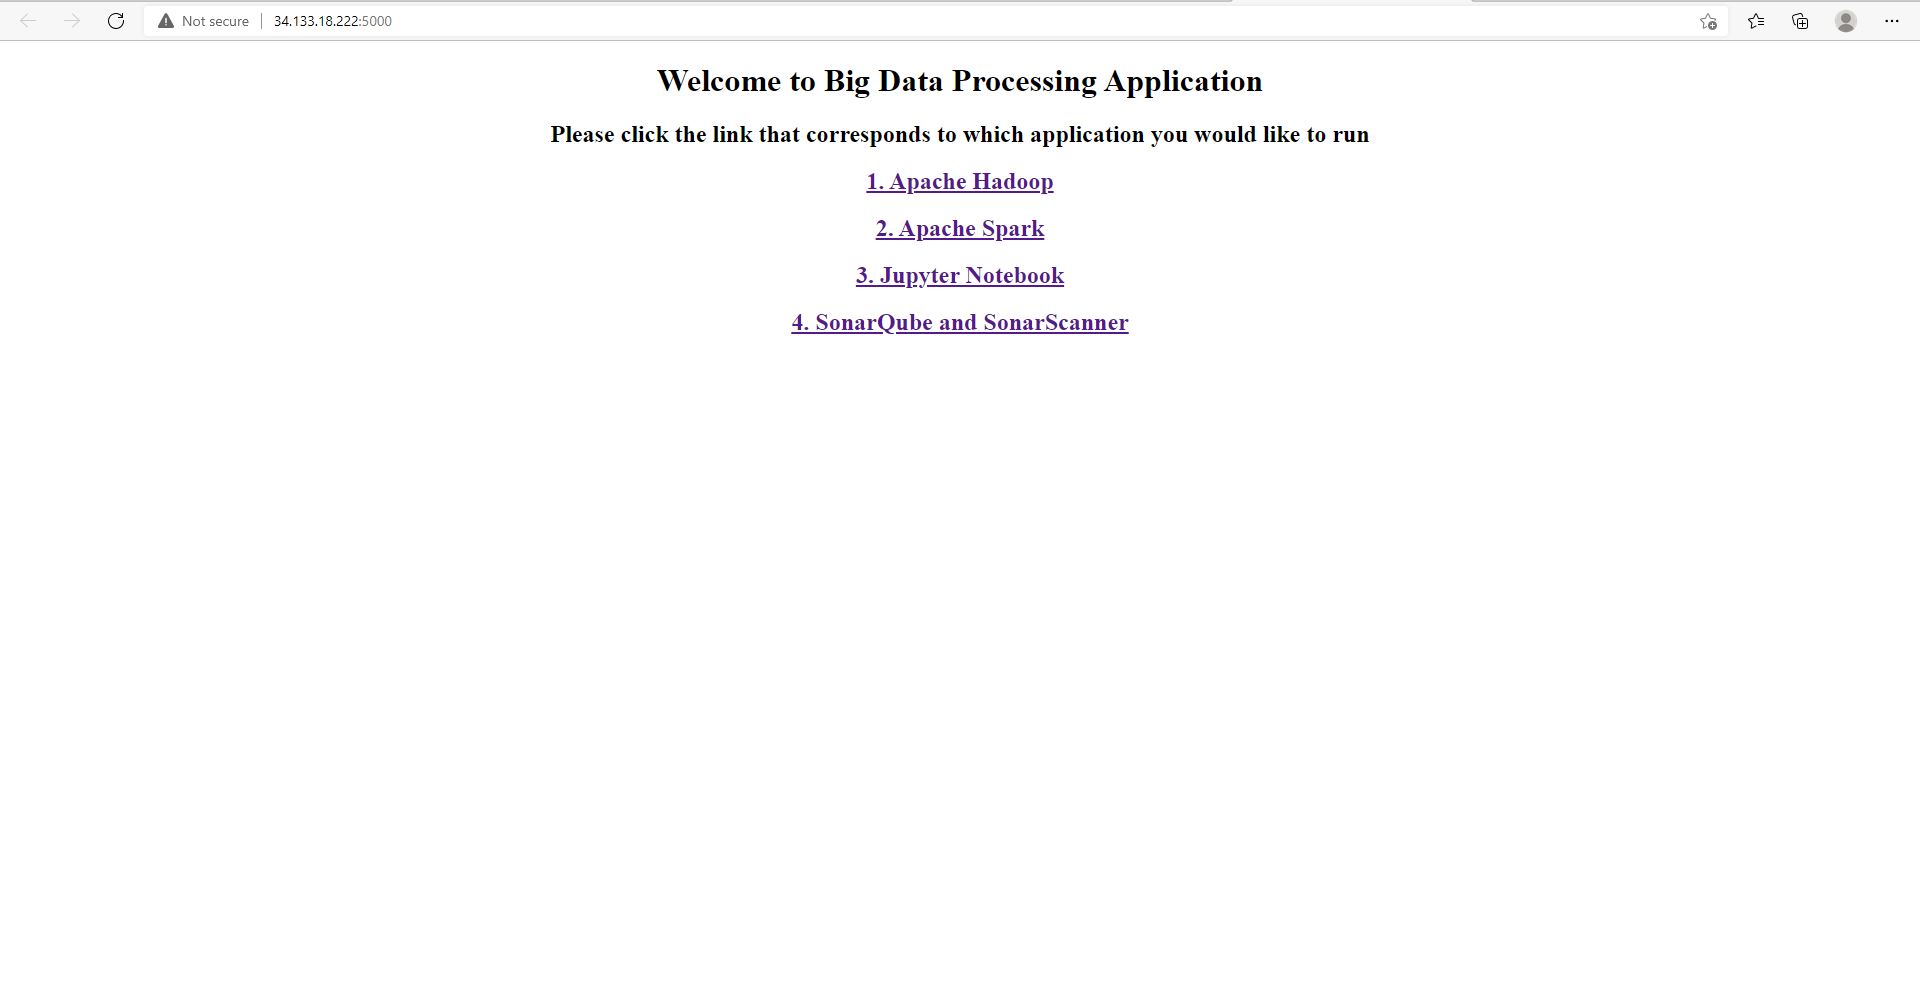 Not secure 34.133.18.222:5000
Welcome to Big Data Processing Application
Please click the link that corresponds to which application you would like to run
1. Apache Hadoop
2. Apache Spark
3. Jupyter Notebook
4. SonarQube and SonarScanner